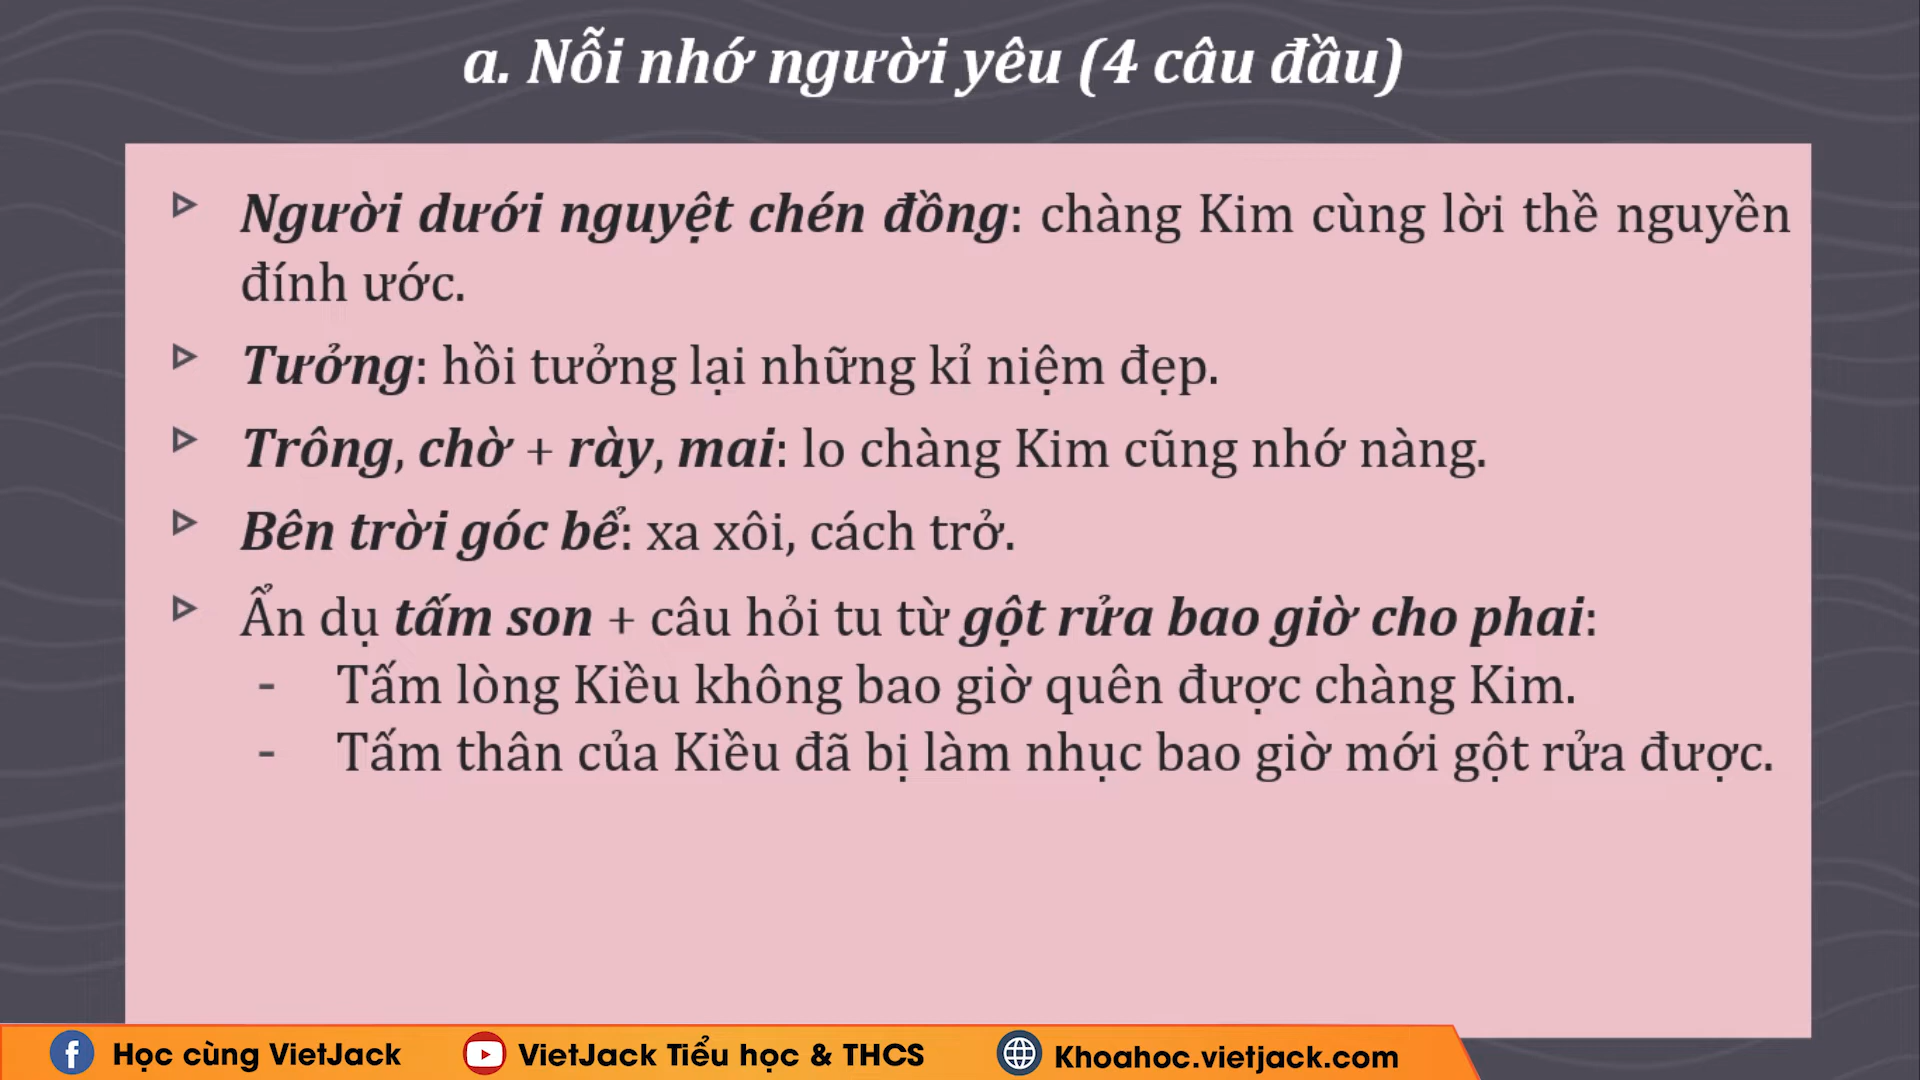 a. Nỗi nhớ người yêu (4 câu đầu)
Người dưới nguyệt chén đồng: chàng Kim cùng lời thề nguyền
đính ước.
Tưởng: hồi tưởng lại những kỉ niệm đẹp.
Trông, chờ + rày, mai: lo chàng Kim cũng nhớ nàng.
Bên trời góc bể: xa xôi, cách trở.
Ẩn dụ tấm son + câu hỏi tu từ gột rửa bao giờ cho phai:
- Tấm lòng Kiều không bao giờ quên được chàng Kim.
- Tấm thân của Kiều đã bị làm nhục bao giờ mới gột rửa được.
Học cùng VietJack VietJack Tiểu học & THCS Khoahoc.vietjack.com